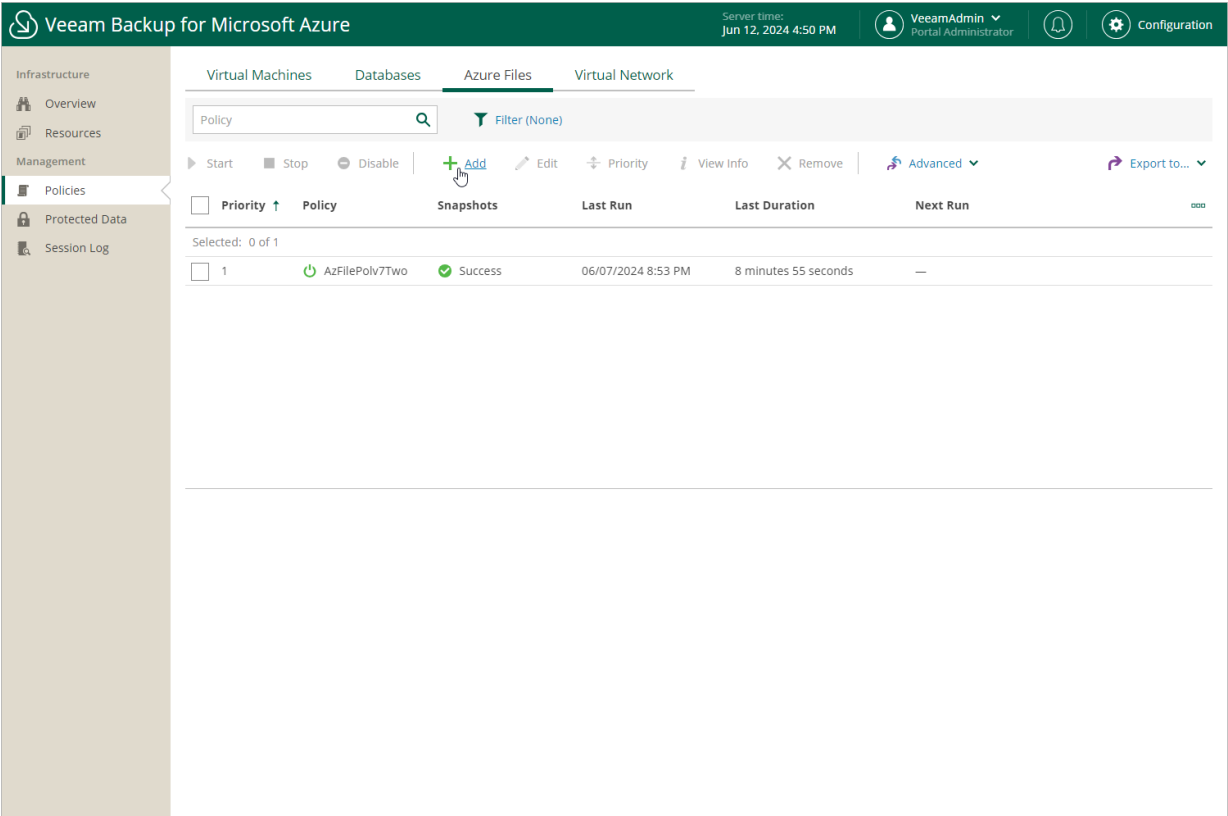 Veeam Backup for Microsoft Azure
Server time:
Jun 12, 2024 4:50 PM
VeeamAdmin
Portal Administrator
Configuration
Infrastructure
Overview
Resources
Management
Policies
Protected Data
Session Log
Virtual Machines Databases Azure Files Virtual Network
Policy
Filter (None)
Start Stop Disable Add Edit Priority View Info Remove Advanced Export to...
Priority Policy Snapshots Last Run Last Duration Next Run
Selected: 0 of 1
1 AzFilePolv7Two Success 06/07/2024 8:53 PM 8 minutes 55 seconds —